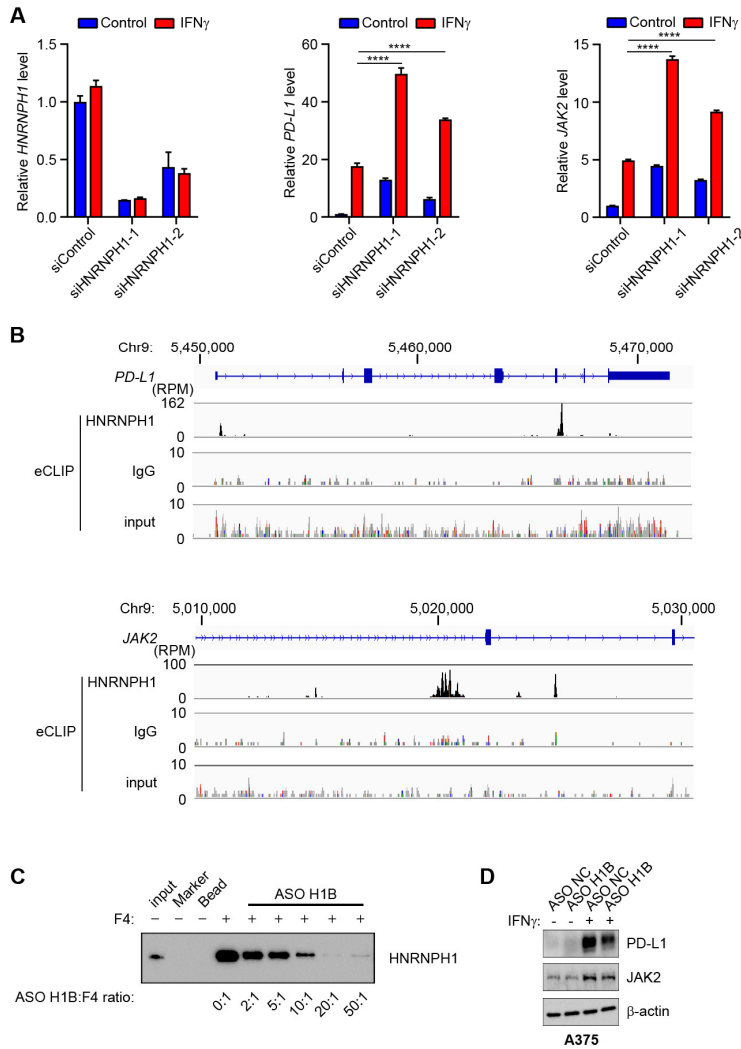 A
Control IFNγ
Relative HNRNPH1 level
1.5
1.0
0.5
0.0
siControl
siHNRNPH1-1
siHNRNPH1-2
Control IFNγ
Relative PD-L1 level
60
40
20
0
****
****
siControl
siHNRNPH1-1
siHNRNPH1-2
Control IFNγ
Relative JAK2 level
15
10
5
0
****
****
siControl
siHNRNPH1-1
siHNRNPH1-2
B
Chr9: 5,450,000 5,460,000 5,470,000
PD-L1
(RPM)
eCLIP
HNRNPH1 162 0
IgG 10 0
input 10 0
Chr9: 5,010,000 5,020,000 5,030,000
JAK2
(RPM)
eCLIP
HNRNPH1 100 0
IgG 10 0
input 10 0
C
input Marker Bead ASO H1B
F4: − − − + + + + + +
HNRNPH1
ASO H1B:F4 ratio: 0:1 2:1 5:1 10:1 20:1 50:1
D
ASO NC ASO H1B ASO NC ASO H1B
IFNγ: - - + +
PD-L1
JAK2
β-actin
A375